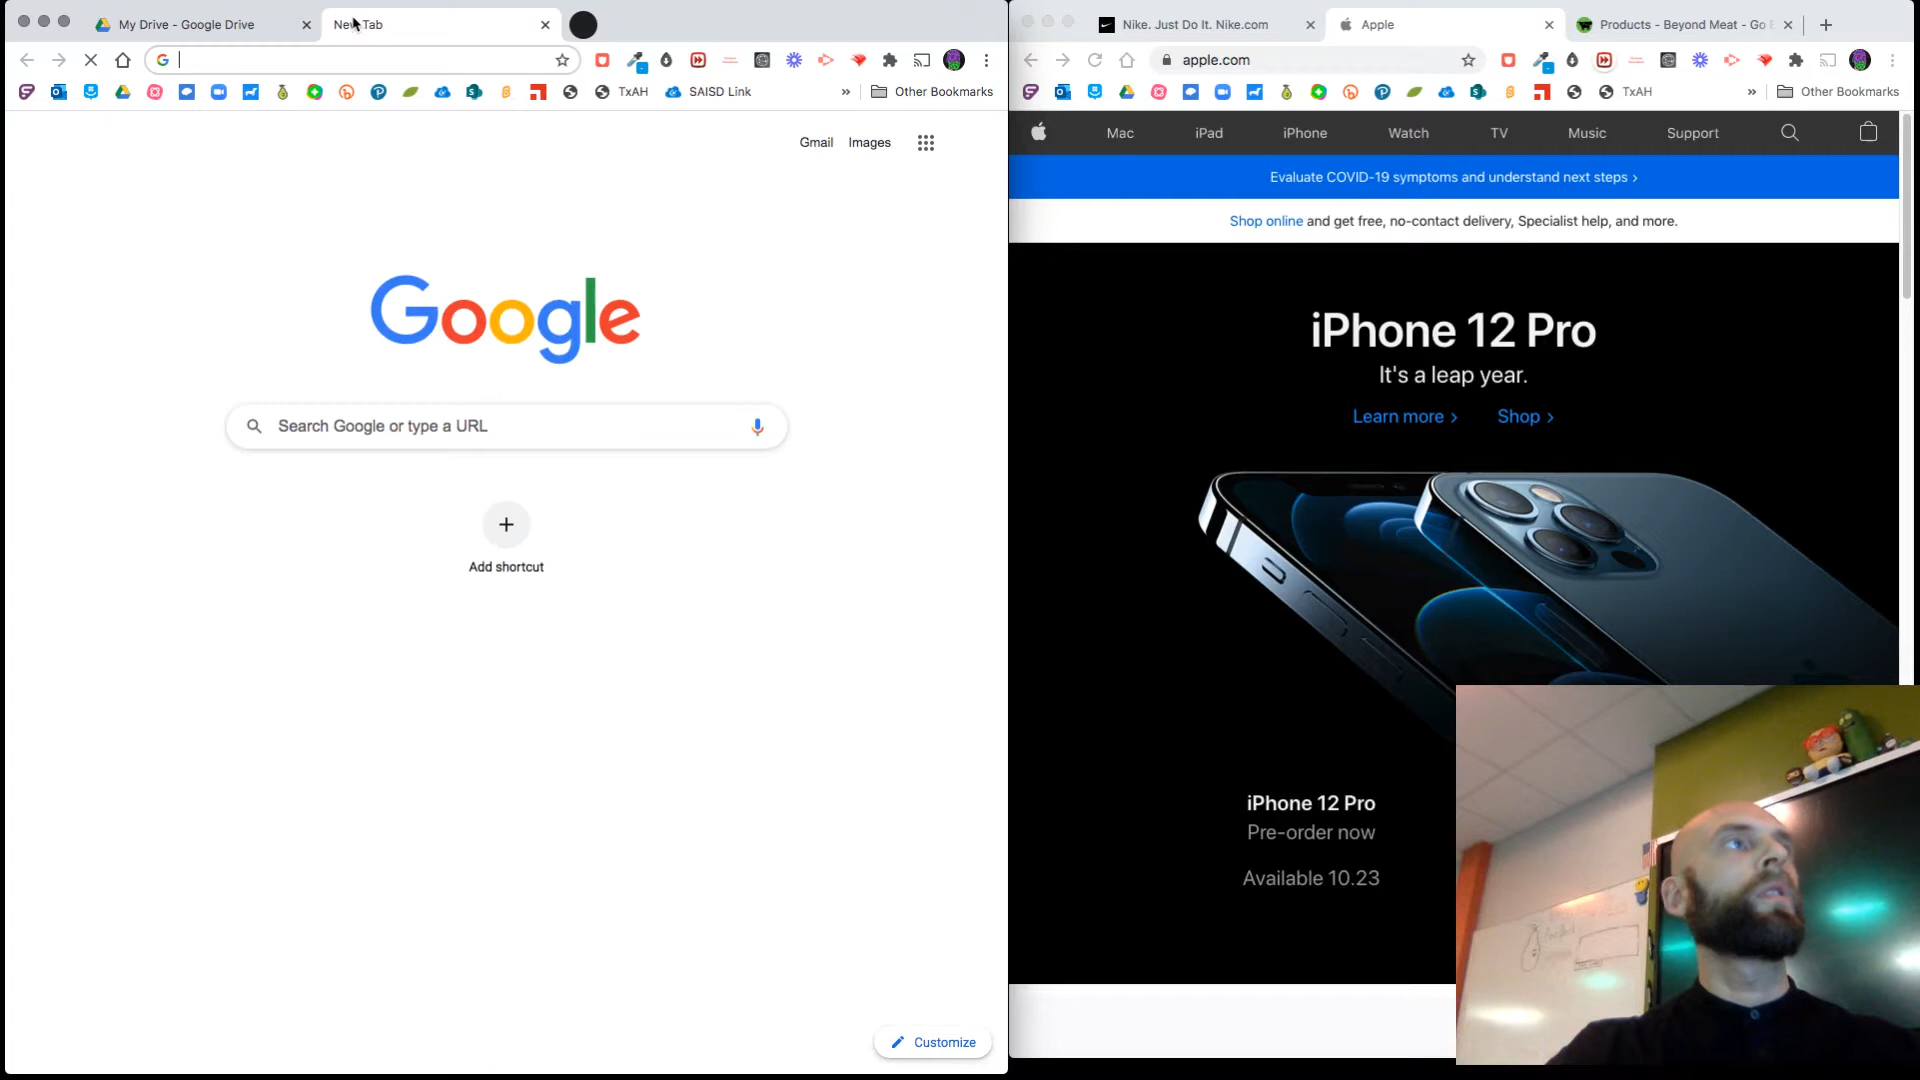 My Drive - Google Drive
New Tab
TxAH
SAISD Link
Other Bookmarks
Gmail
Images
Google
Search Google or type a URL
Add shortcut
Customize
Nike. Just Do It. Nike.com
Apple
Products - Beyond Meat - Go
apple.com
TxAH
Other Bookmarks
Mac
iPad
iPhone
Watch
TV
Music
Support
Evaluate COVID-19 symptoms and understand next steps ›
Shop online and get free, no-contact delivery, Specialist help, and more.
iPhone 12 Pro
It's a leap year.
Learn more ›
Shop ›
iPhone 12 Pro
Pre-order now
Available 10.23